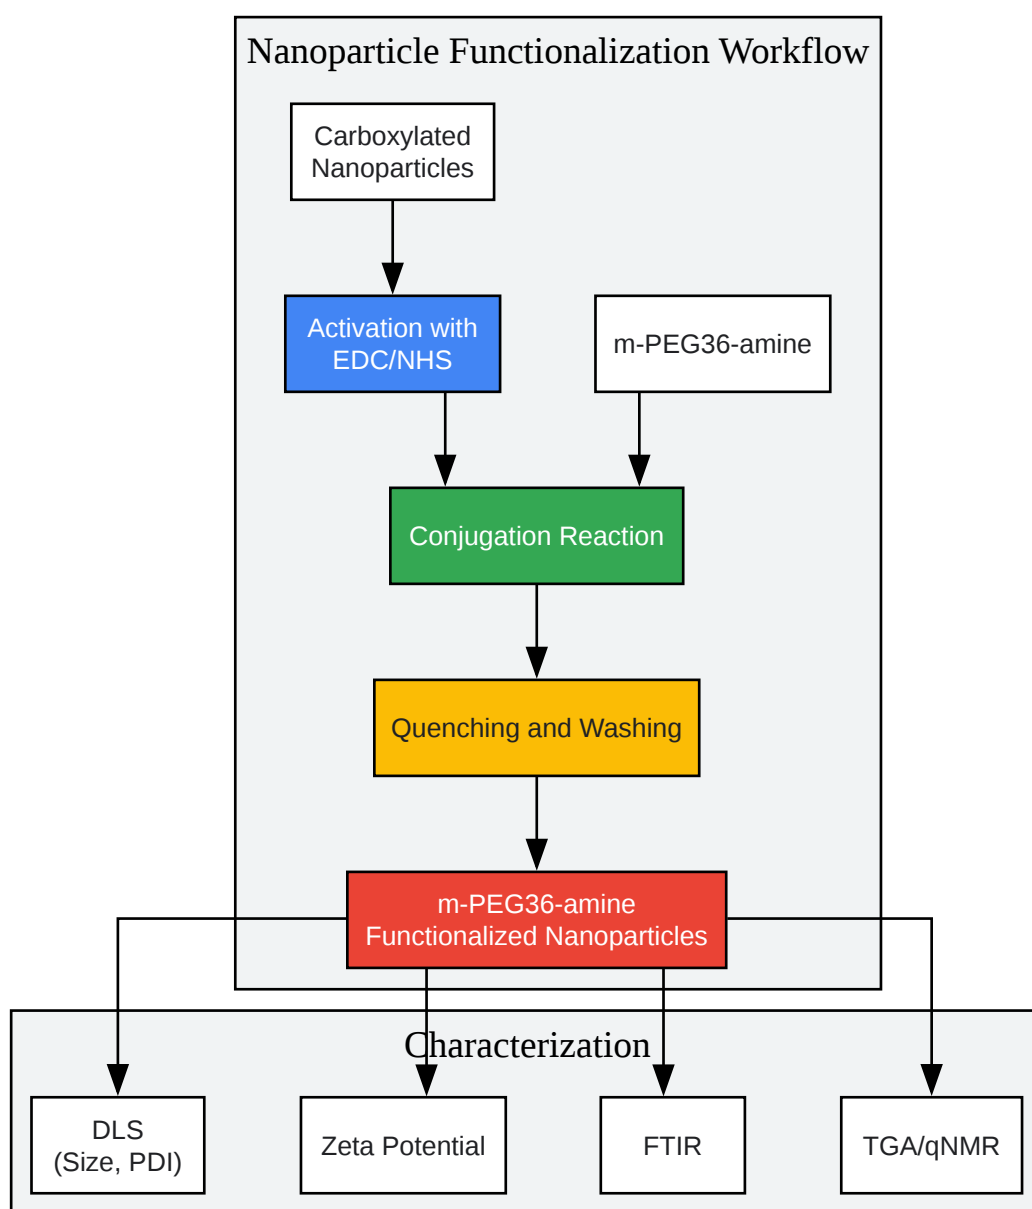 Nanoparticle Functionalization Workflow
Carboxylated
Nanoparticles
Activation with
EDC/NHS
m-PEG36-amine
Conjugation Reaction
Quenching and Washing
m-PEG36-amine
Functionalized Nanoparticles
Characterization
DLS
(Size, PDI)
Zeta Potential
FTIR
TGA/qNMR